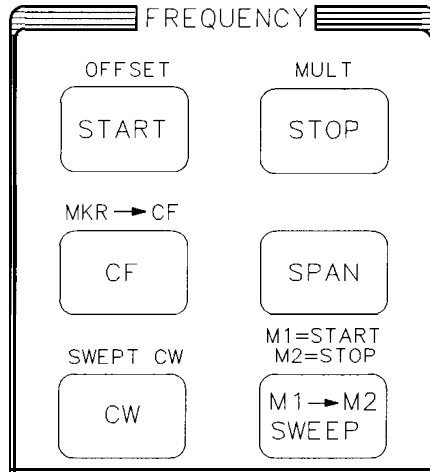 FREQUENCY
OFFSET
MULT
START
STOP
MKR → CF
CF
SPAN
SWEPT CW
M1=START
M2=STOP
CW
M1→M2
SWEEP